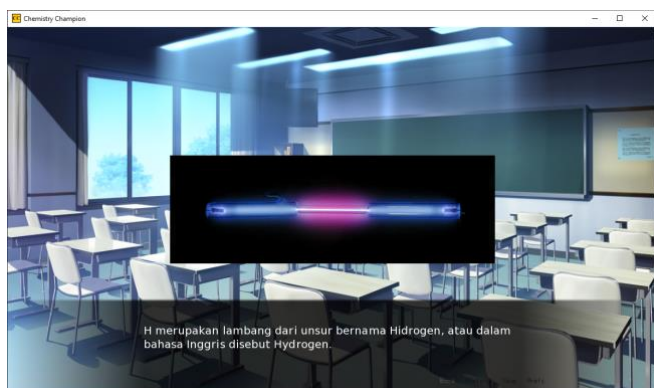 Chemistry Champion
H merupakan lambang dari unsur bernama Hidrogen, atau dalam
bahasa Inggris disebut Hydrogen.